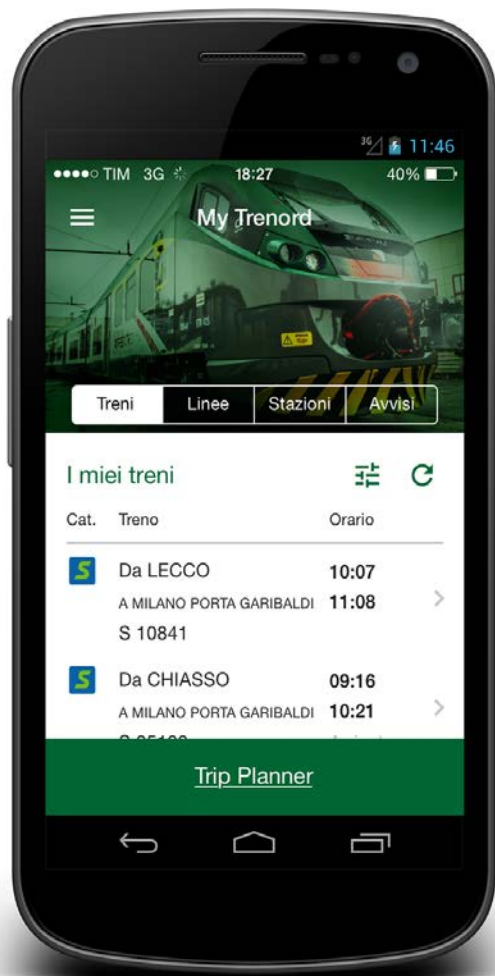 3G 11:46
TIM 3G 18:27 40%
My Trenord
Treni Linee Stazioni Avvisi
I miei treni
Cat. Treno Orario
S Da LECCO 10:07
A MILANO PORTA GARIBALDI 11:08
S 10841
S Da CHIASSO 09:16
A MILANO PORTA GARIBALDI 10:21
Trip Planner